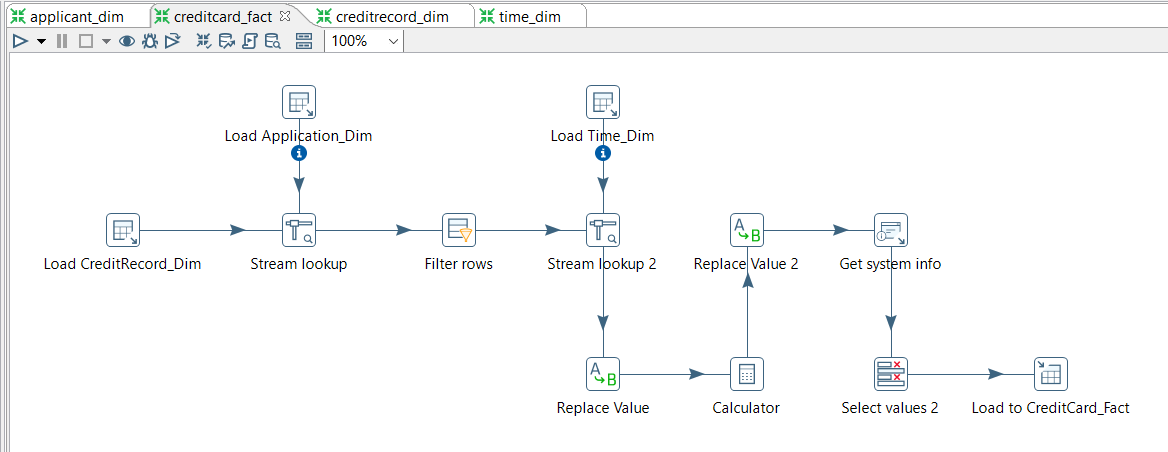 applicant_dim
creditcard_fact
creditrecord_dim
time_dim
100%
Load Application_Dim
Load Time_Dim
i
i
Load CreditRecord_Dim
Stream lookup
Filter rows
Stream lookup 2
Replace Value 2
Get system info
A
B
A
B
Replace Value
Calculator
Select values 2
Load to CreditCard_Fact